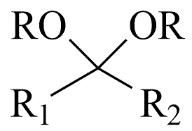 RO OR
R₁ R₂